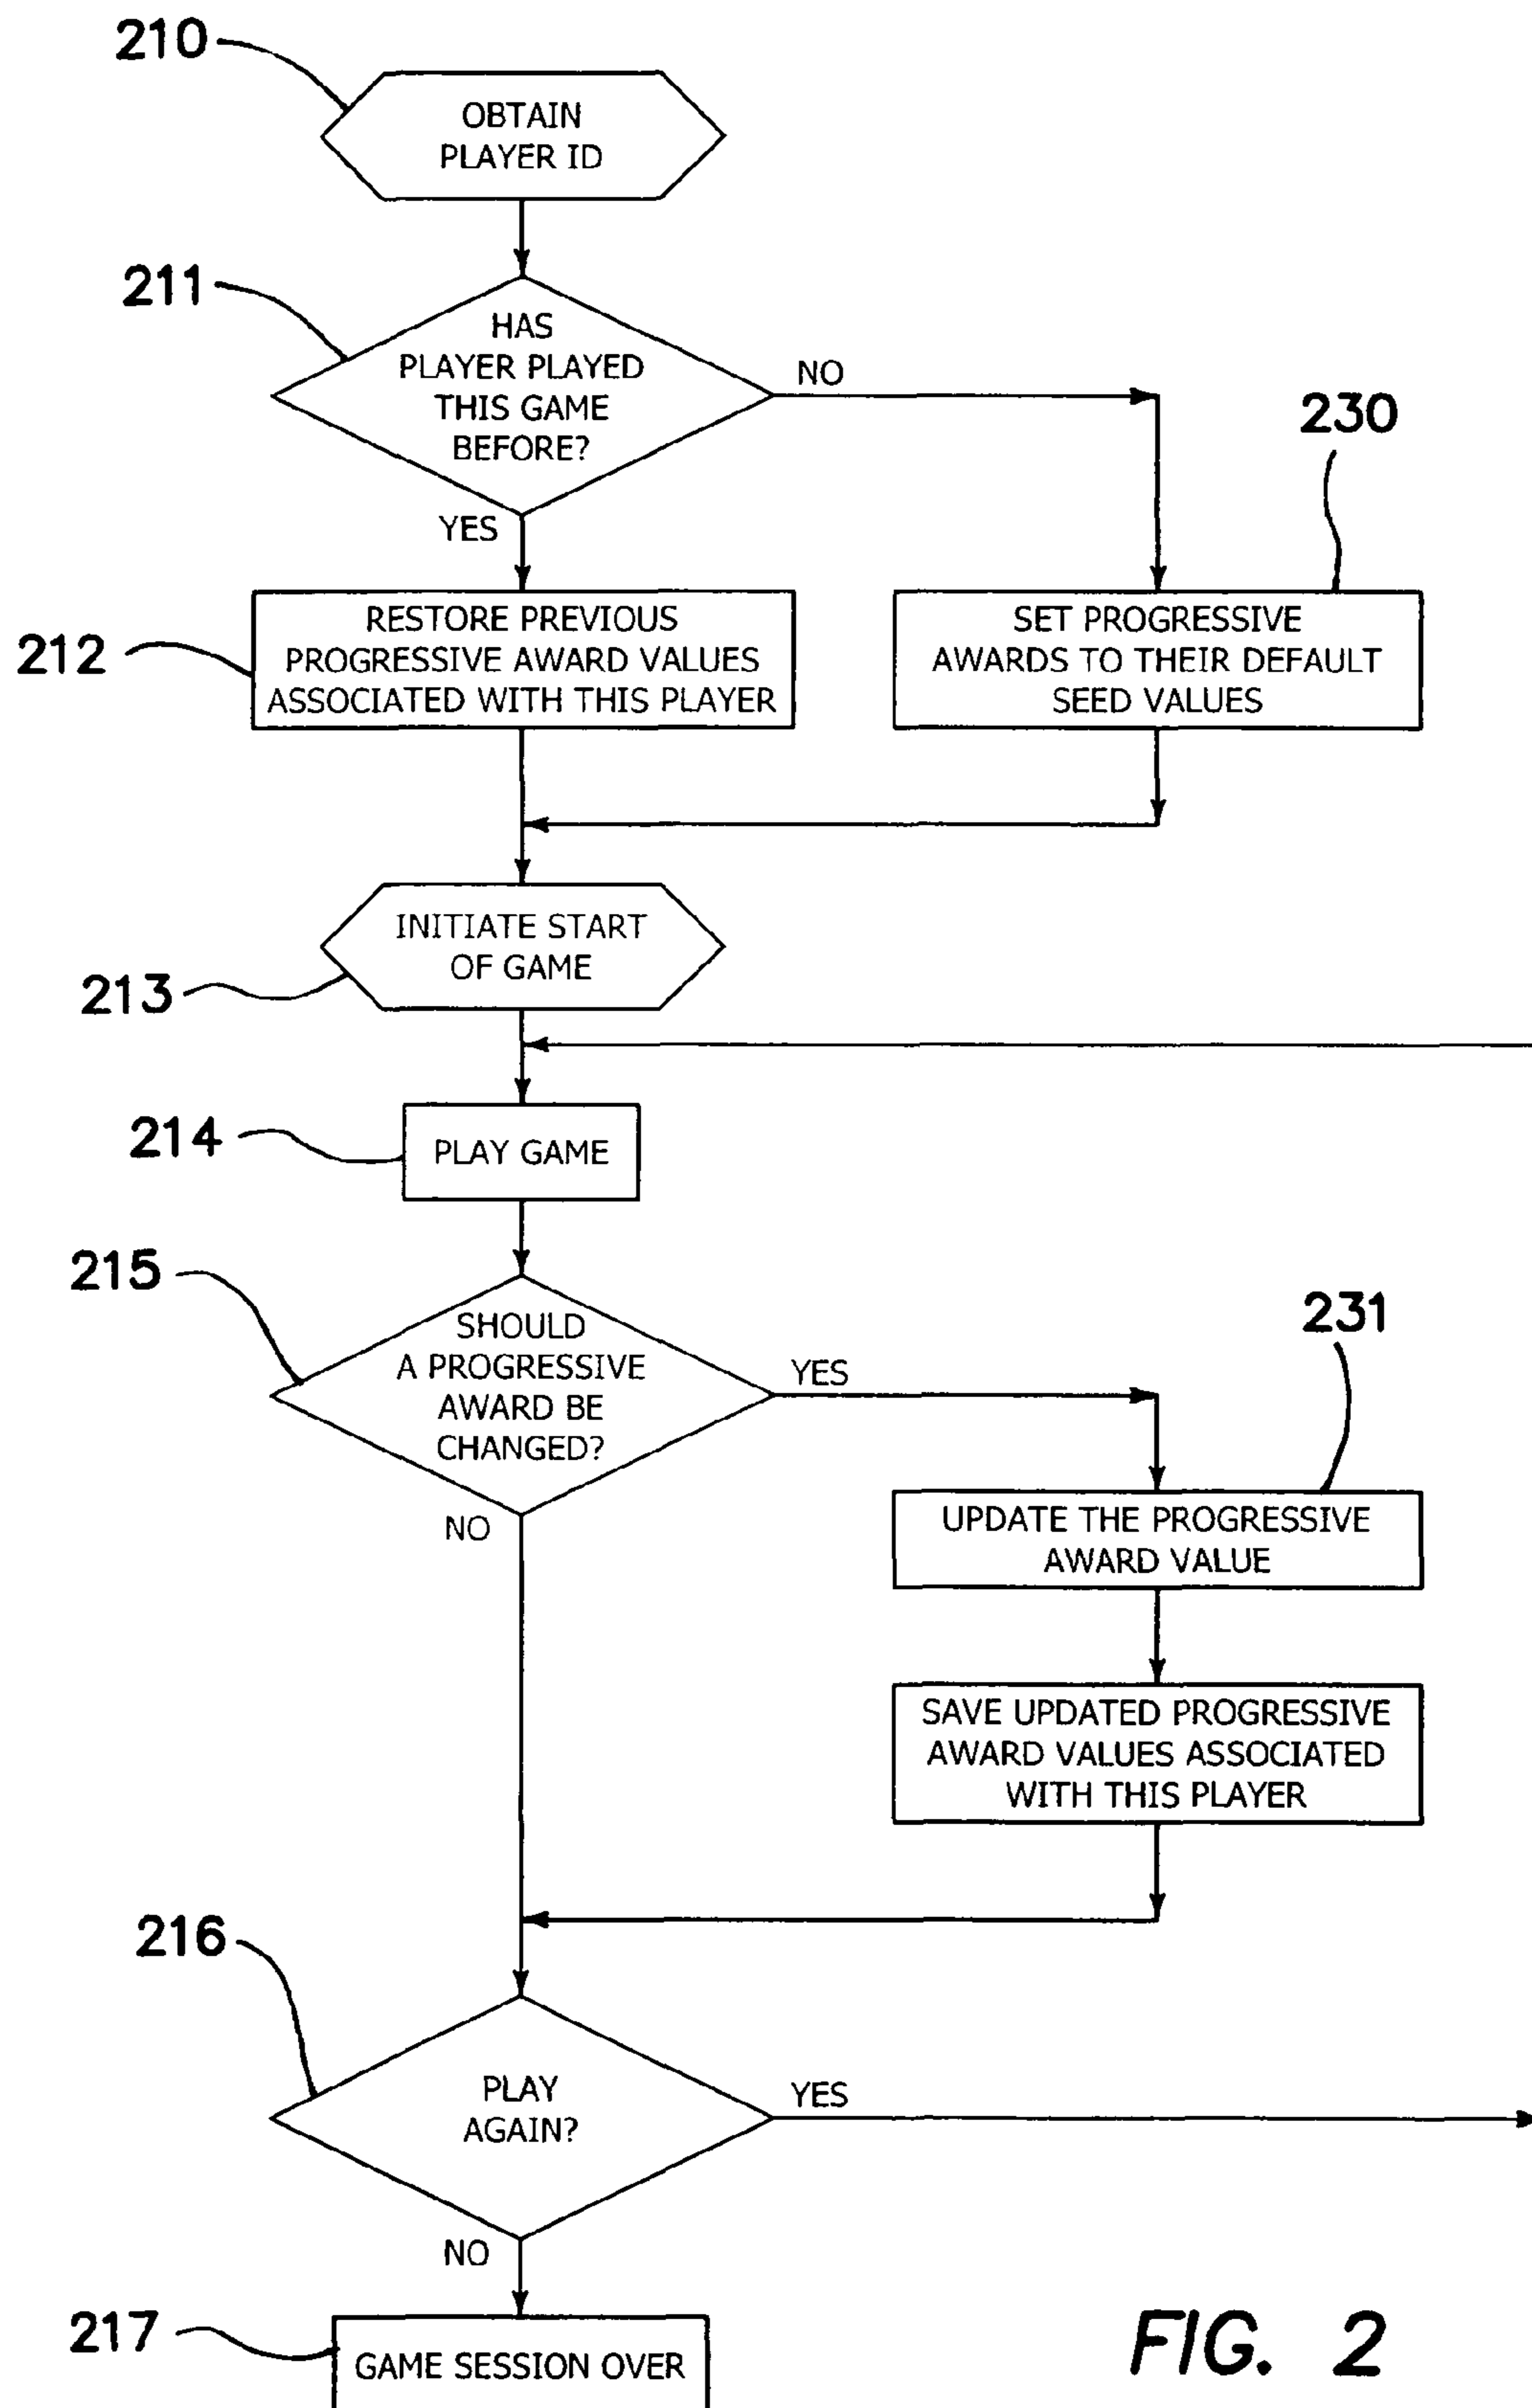 210
OBTAIN
PLAYER ID
211
HAS
PLAYER PLAYED
THIS GAME
BEFORE?
NO
230
YES
212
RESTORE PREVIOUS
PROGRESSIVE AWARD VALUES
ASSOCIATED WITH THIS PLAYER
SET PROGRESSIVE
AWARDS TO THEIR DEFAULT
SEED VALUES
INITIATE START
OF GAME
213
214
PLAY GAME
215
SHOULD
A PROGRESSIVE
AWARD BE
CHANGED?
YES
231
NO
UPDATE THE PROGRESSIVE
AWARD VALUE
SAVE UPDATED PROGRESSIVE
AWARD VALUES ASSOCIATED
WITH THIS PLAYER
216
PLAY
AGAIN?
YES
NO
217
GAME SESSION OVER
FIG. 2